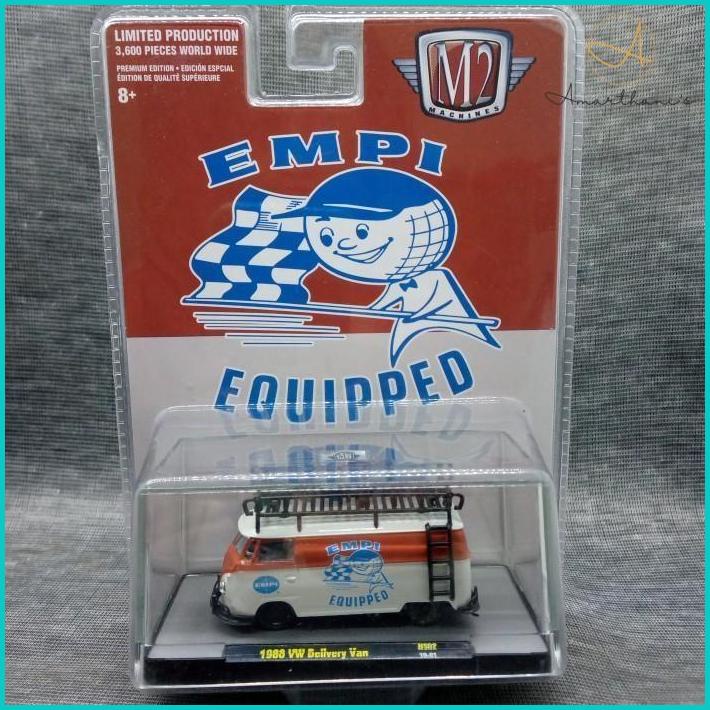 LIMITED PRODUCTION
3,600 PIECES WORLD WIDE
PREMIUM EDITION • EDICIÓN ESPCIAL
ÉDITION DE QUALITÉ SUPÉRIEURE
8+
M2
MACHINES
A
Amarthani's
EMPI
EQUIPPED
EMPI
EQUIPPED
EMPI
VW Delivery Van